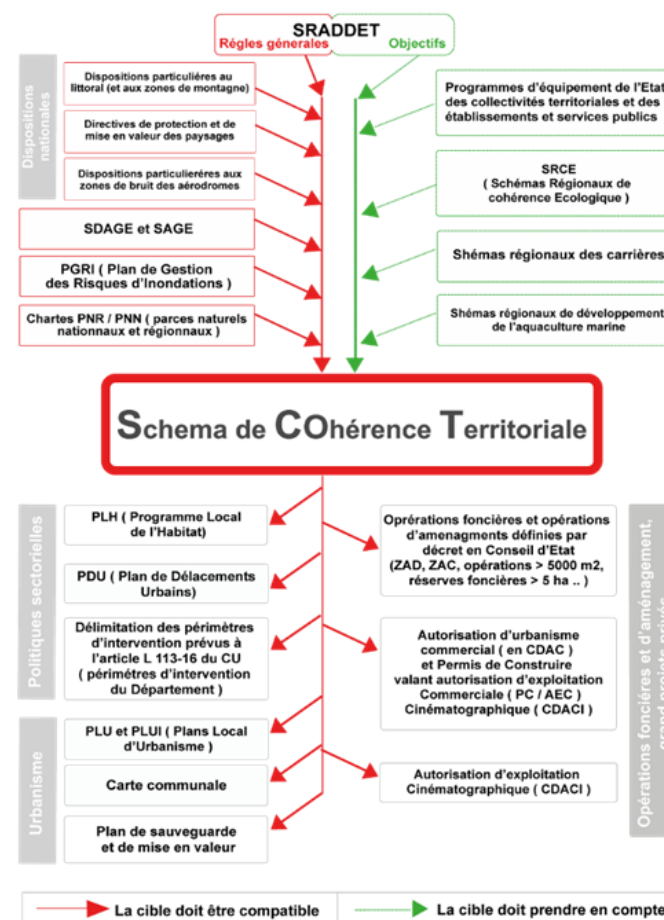 SRADDET
Régles génerales
Objectifs
Dispositions
nationales
Dispositions particuliéres au
littoral (et aux zones de montagne)
Directives de protection et de
mise en valeur des paysages
Dispositions particuliereréres aux
zones de bruit des aérodromes
SDAGE et SAGE
PGRI ( Plan de Gestion
des Risques d'Inondations )
Chartes PNR / PNN ( parces naturels
nationnaux et régionnaux )
Programmes d'équipement de l'Etat
des collectivités territoriales et des
établissements et services publics
SRCE
( Schémas Régionaux de
cohérence Ecologique )
Shémas régionaux des carrières
Shémas régionaux de développement
de l'aquaculture marine
Schema de COhérence Territoriale
Politiques sectorielles
PLH ( Programme Local
de l'Habitat)
PDU ( Plan de Délacements
Urbains)
Délimitation des périmètres
d'intervention prévus à
l'article L 113-16 du CU
( périmètres d'intervention
du Département )
Urbanisme
PLU et PLUI ( Plans Local
d'Urbanisme )
Carte communale
Plan de sauveguarde
et de mise en valeur
Oprérations foncières et opérations
d'amenagments définies par
décret en Conseil d'Etat
(ZAD, ZAC, opérations > 5000 m2,
réserves foncières > 5 ha .. )
Autorisation d'urbanisme
commercial ( en CDAC )
et Permis de Construire
valant autorisation d'exploitation
Commerciale ( PC / AEC )
Cinématographique ( CDACI )
Autorisation d'exploitation
Cinématographique ( CDACI )
Opérations fonciéres et d'aménagment,
grand projets privés
La cible doit être compatible
La cible doit prendre en compte